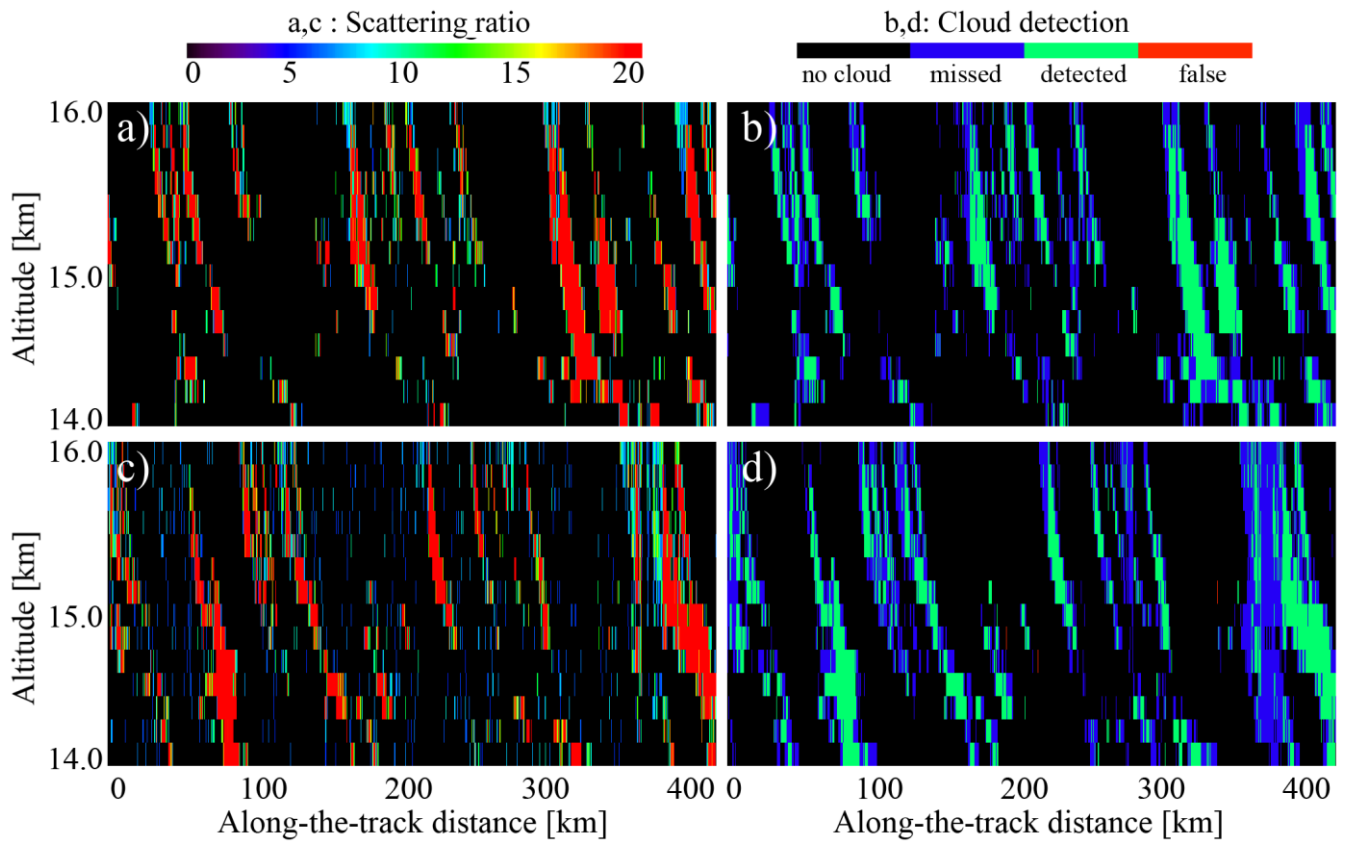 a,c : Scattering ratio
b,d: Cloud detection
0 5 10 15 20
no cloud missed detected false
16.0
15.0
14.0
Altitude [km]
a)
b)
16.0
15.0
14.0
Altitude [km]
c)
d)
0 100 200 300 400
0 100 200 300 400
Along-the-track distance [km]
Along-the-track distance [km]